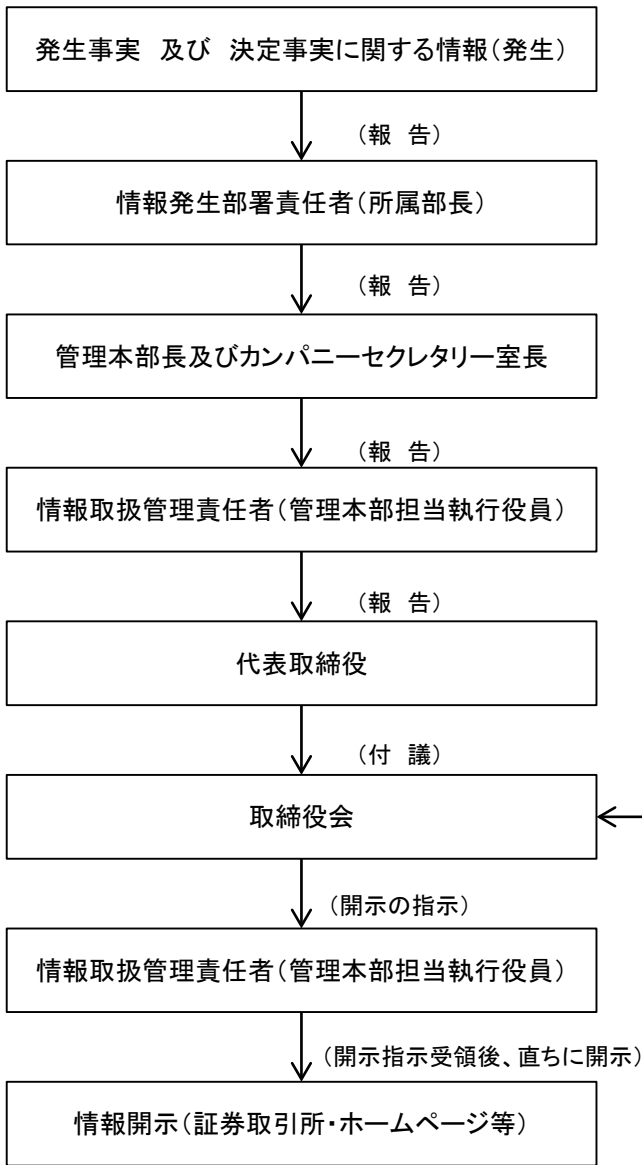 発生事実　及び　決定事実に関する情報（発生）
（報　告）
情報発生部署責任者（所属部長）
（報　告）
管理本部長及びカンパニーセクレタリー室長
（報　告）
情報取扱管理責任者（管理本部担当執行役員）
（報　告）
代表取締役
（付　議）
取締役会
（開示の指示）
情報取扱管理責任者（管理本部担当執行役員）
（開示指示受領後、直ちに開示）
情報開示（証券取引所・ホームページ等）